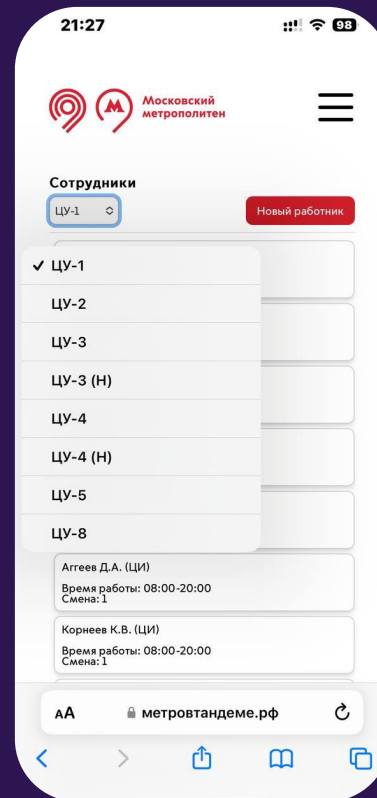 21:27
98
Московский
метрополитен
Сотрудники
ЦУ-1
Новый работник
✓ ЦУ-1
ЦУ-2
ЦУ-3
ЦУ-3 (Н)
ЦУ-4
ЦУ-4 (Н)
ЦУ-5
ЦУ-8
Аггеев Д.А. (ЦИ)
Время работы: 08:00-20:00
Смена: 1
Корнеев К.В. (ЦИ)
Время работы: 08:00-20:00
Смена: 1
АА
метровтандеме.рф